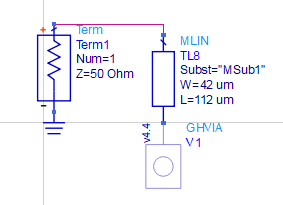 Term
Term1
Num=1
Z=50 Ohm
MLIN
TL8
Subst="MSub1"
W=42 um
L=112 um
v4.4
GHVIA
V1